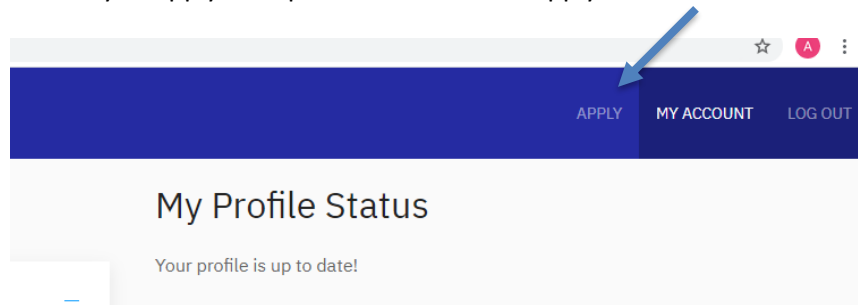 A
APPLY MY ACCOUNT LOG OUT
My Profile Status
Your profile is up to date!